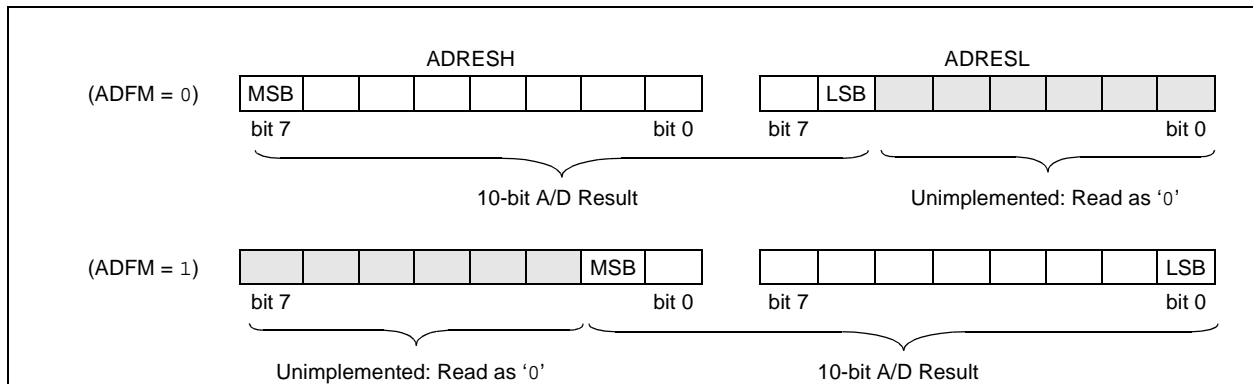 ADRESH ADRESL
(ADFM = 0) MSB LSB
bit 7 bit 0 bit 7 bit 0
10-bit A/D Result Unimplemented: Read as ‘0’
(ADFM = 1) MSB LSB
bit 7 bit 0 bit 7 bit 0
Unimplemented: Read as ‘0’ 10-bit A/D Result